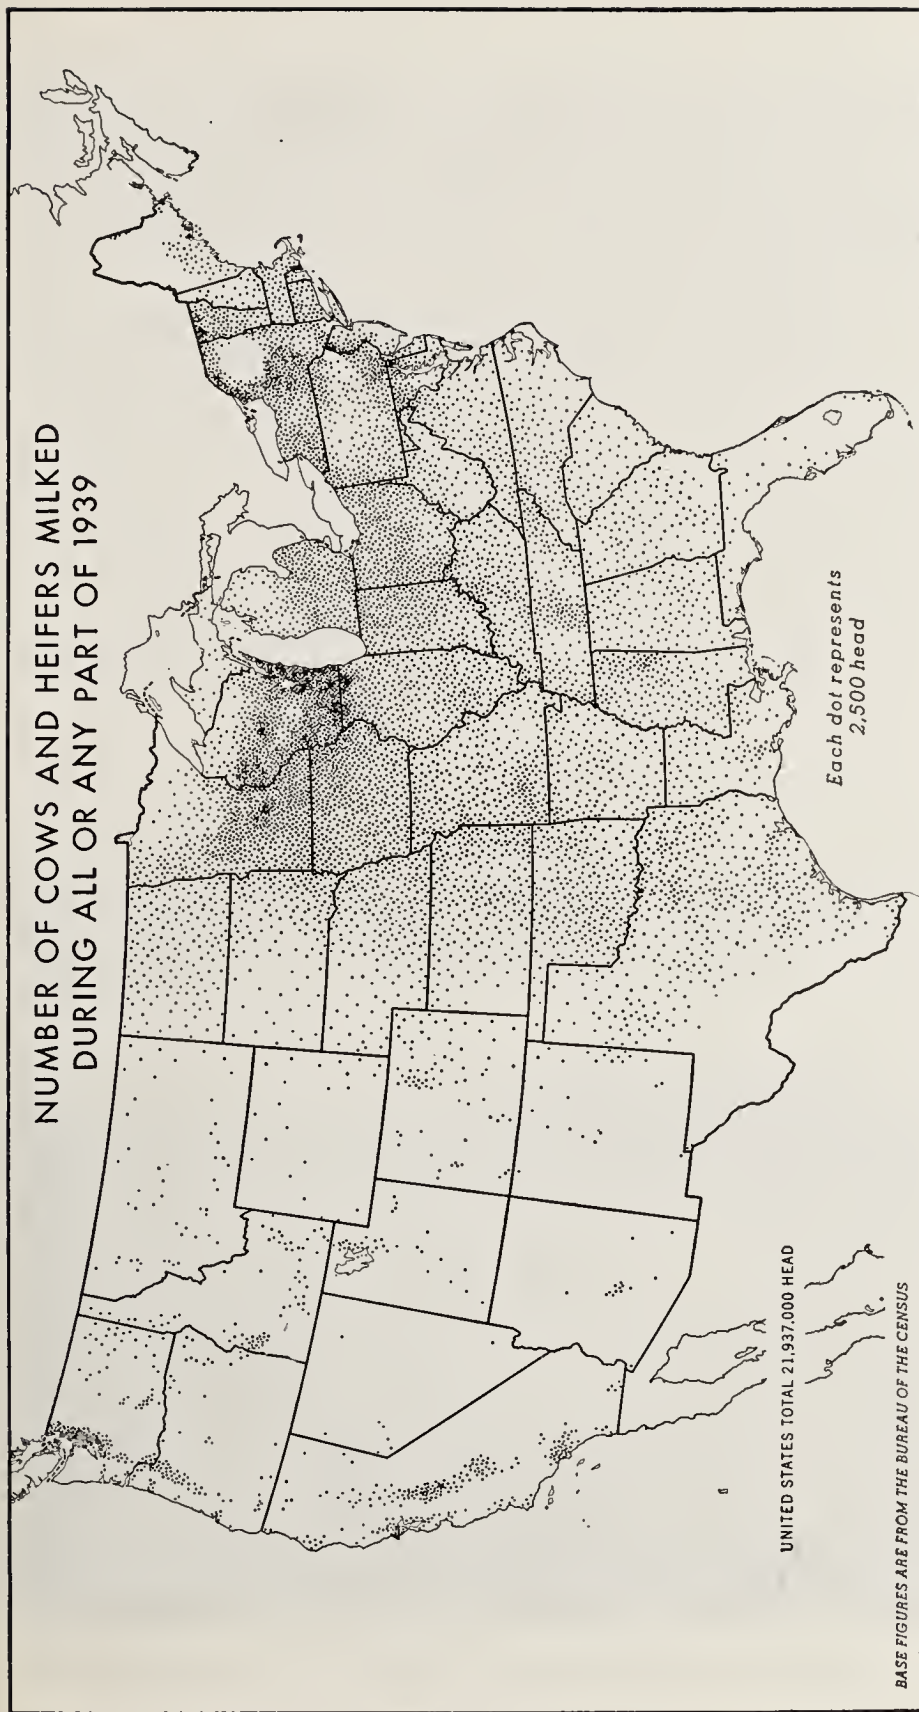 NUMBER OF COWS AND HEIFERS MILKED
DURING ALL OR ANY PART OF 1939
Each dot represents
2,500 head
UNITED STATES TOTAL 21,937,000 HEAD
BASE FIGURES ARE FROM THE BUREAU OF THE CENSUS